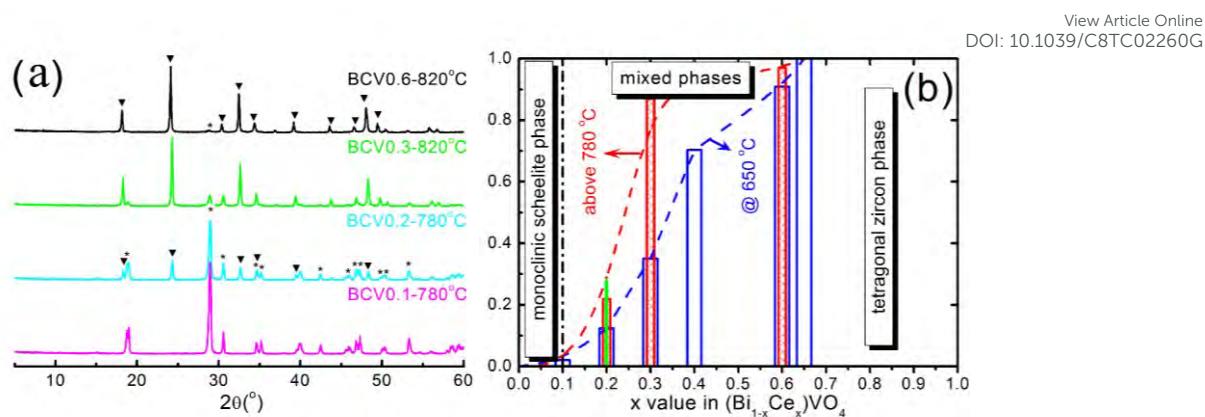 View Article Online
DOI: 10.1039/C8TC02260G
(a)
BCV0.6-820°C
BCV0.3-820°C
BCV0.2-780°C
BCV0.1-780°C
10 20 30 40 50 60
2θ(°)
(b)
1.0
0.8
0.6
0.4
0.2
0.0
monoclinic scheelite phase
mixed phases
above 780 °C
@ 650 °C
tetragonal zircon phase
0.0 0.1 0.2 0.3 0.4 0.5 0.6 0.7 0.8 0.9 1.0
x value in (Bi1-xCex)VO4